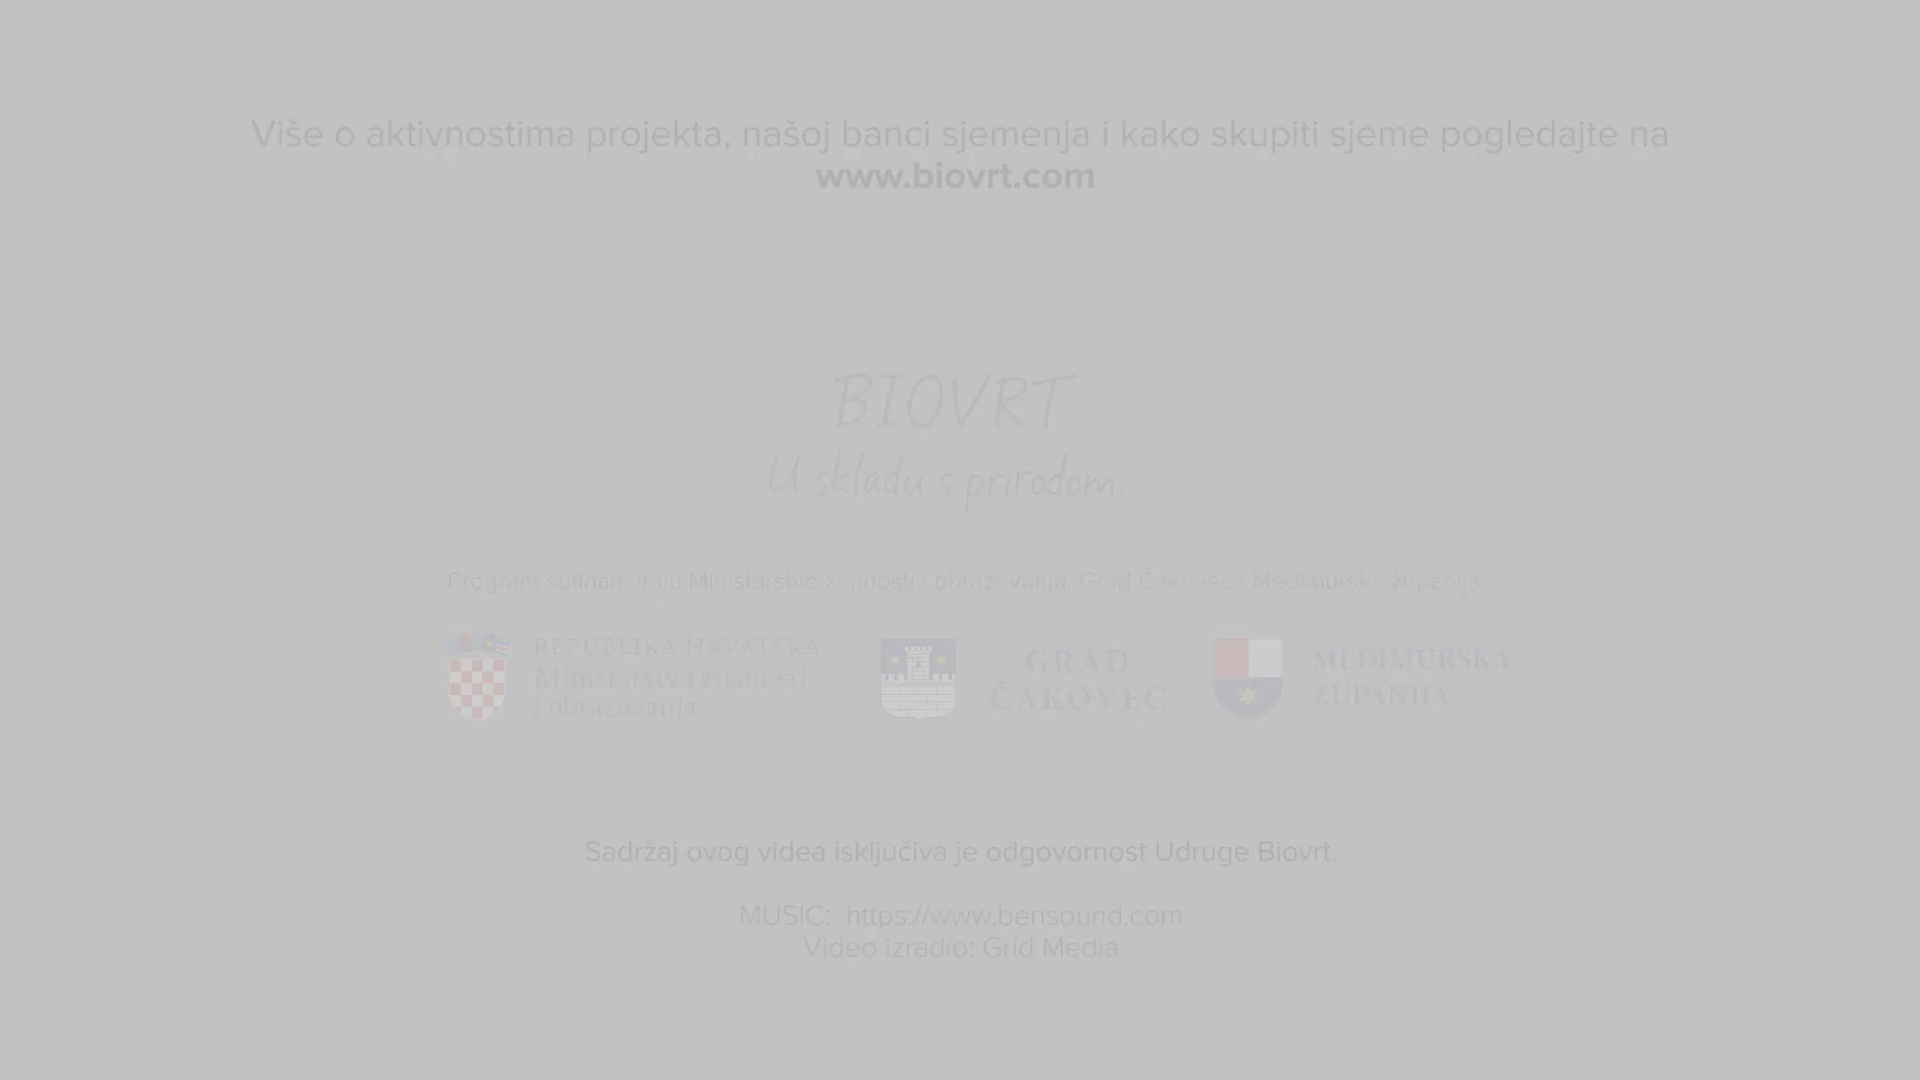 Više o aktivnostima projekta, našoj banci sjemenja i kako skupiti sjeme pogledajte na
www.biovrt.com
BIOVRT
U skladu s prirodom.
Program sufinanciraju Ministarstvo znanosti i obrazovanja, Grad Čakovec i Međimurska županija.
REPUBLIKA HRVATSKA
Ministarstvo znanosti
i obrazovanja
GRAD
ČAKOVEC
MEĐIMURSKA
ŽUPANIJA
Sadržaj ovog videa isključiva je odgovornost Udruge Biovrt.
MUSIC: https://www.bensound.com
Video izradio: Grid Media